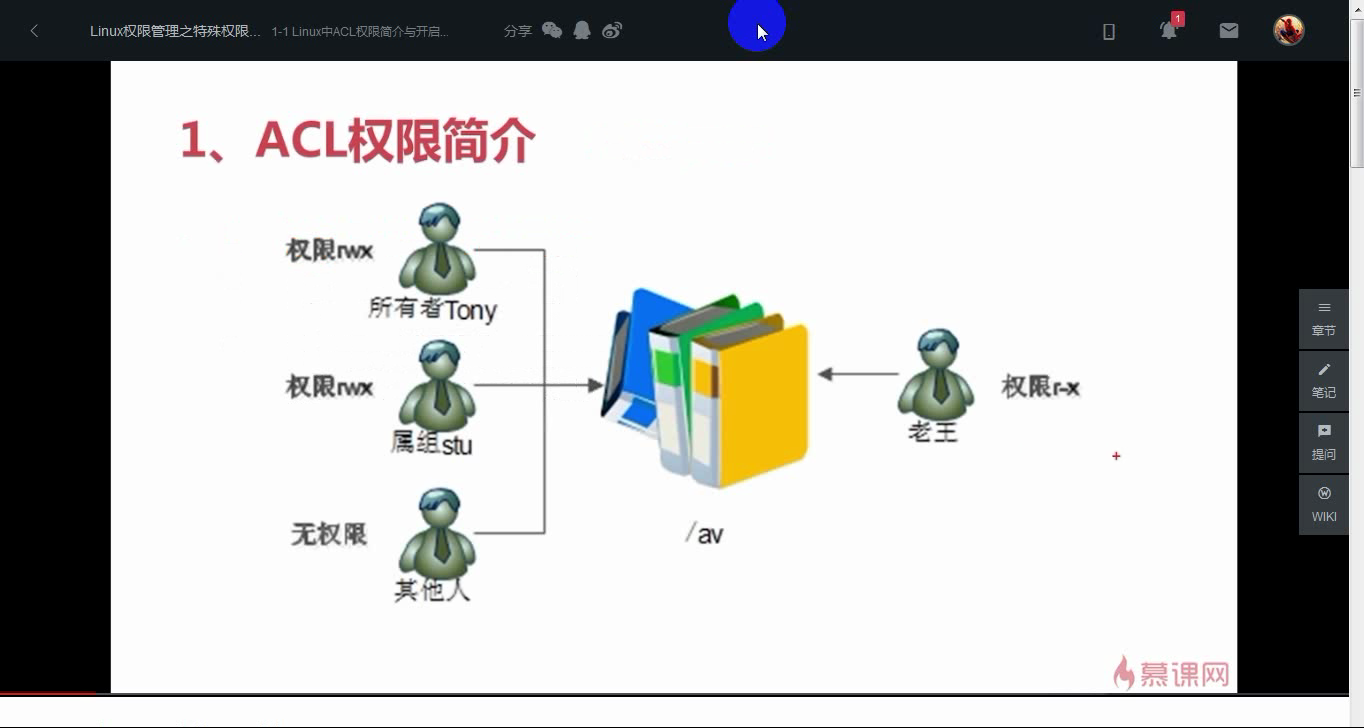 Linux权限管理之特殊权限... 1-1 Linux中ACL权限简介与开启... 分享
1
1、ACL权限简介
权限rwx
所有者Tony
权限rwx
属组stu
无权限
其他人
/av
老王
权限r-x
章节
笔记
提问
WIKI
慕课网